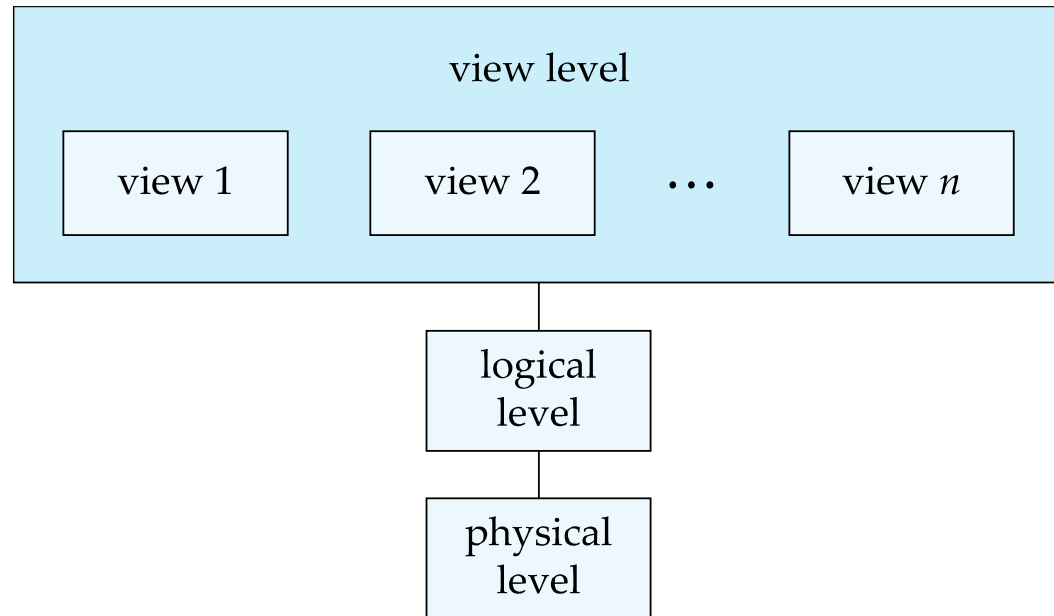 view level
view 1
view 2
...
view n
logical
level
physical
level